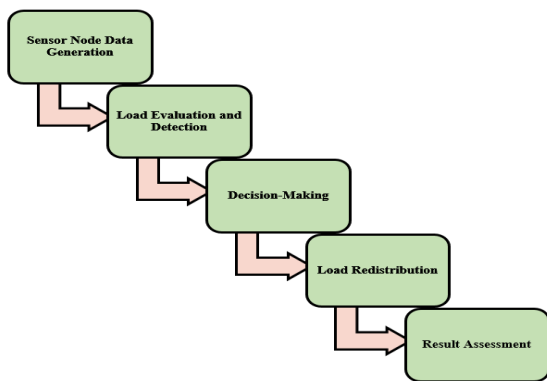 Sensor Node Data
Generation
Load Evaluation and
Detection
Decision-Making
Load Redistribution
Result Assessment